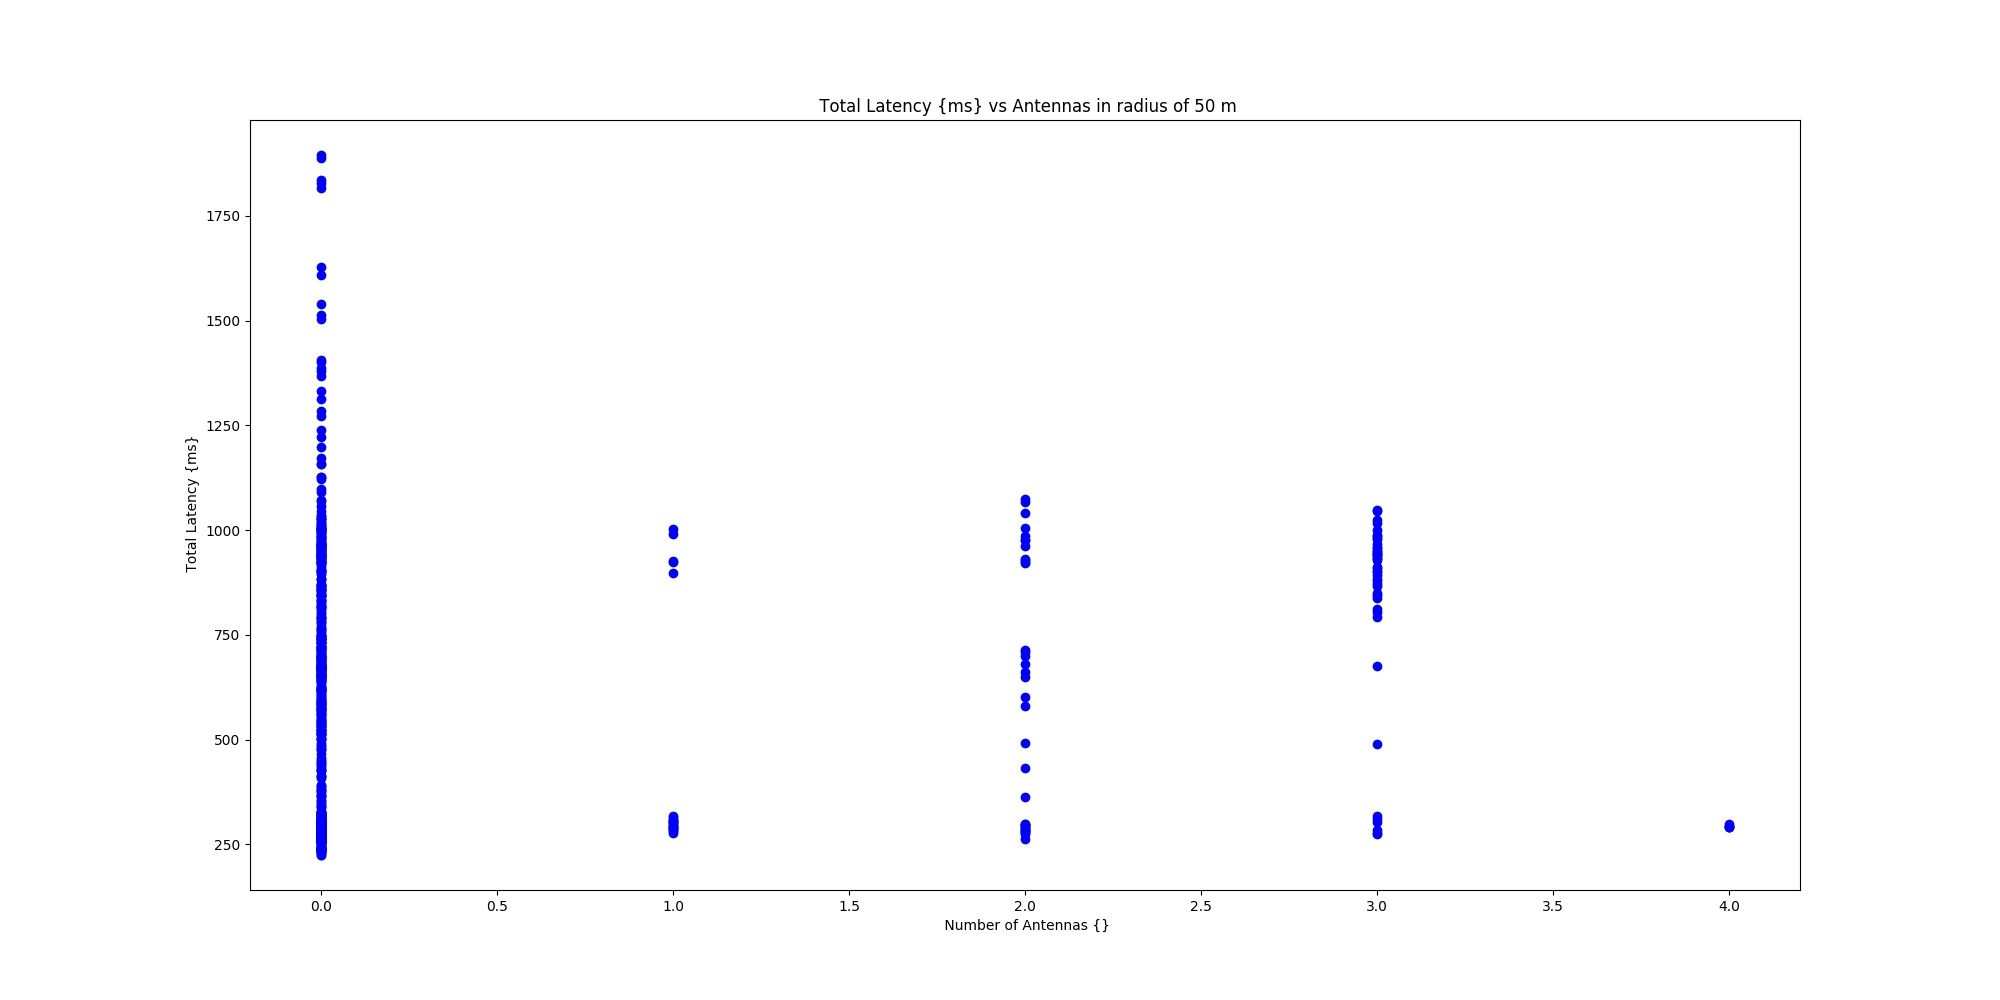 Total Latency {ms} vs Antennas in radius of 50 m
1750
1500
1250
1000
750
500
250
Total Latency {ms}
0.0 0.5 1.0 1.5 2.0 2.5 3.0 3.5 4.0
Number of Antennas {}